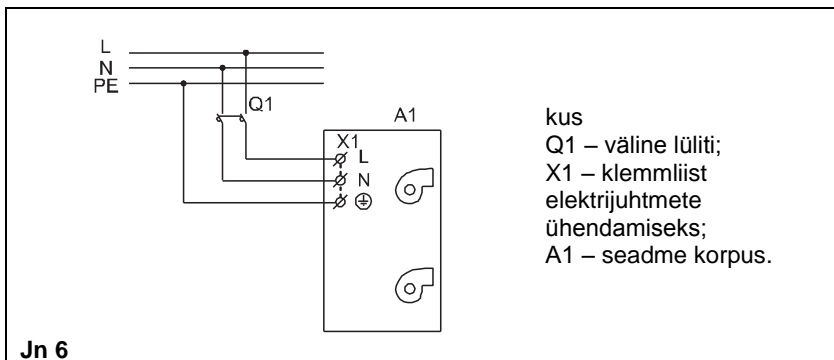 L
N
PE
Q1
A1
X1
L
N
kus
Q1 – väline lüliti;
X1 – klemmliist
elektrijuhtmete
ühendamiseks;
A1 – seadme korpus.
Jn 6